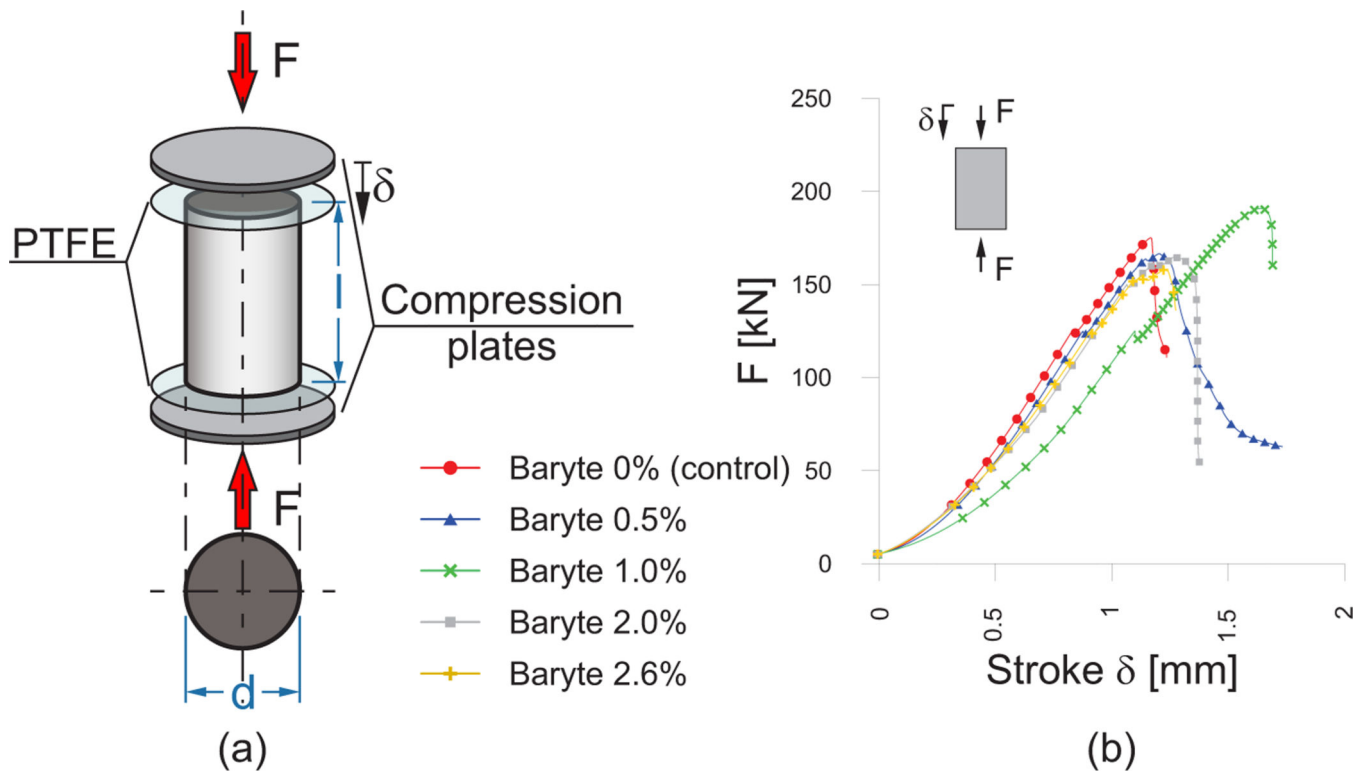 F
δ
PTFE
l
Compression
plates
F
d
(a)
Baryte 0% (control)
Baryte 0.5%
Baryte 1.0%
Baryte 2.0%
Baryte 2.6%
F [kN]
250
200
150
100
50
0
δ
F
F
0
0.5
1
1.5
2
Stroke δ [mm]
(b)